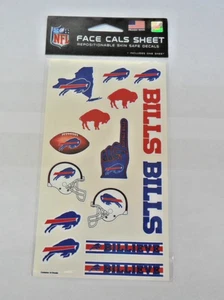 NFL
FACE CALS SHEET
REPOSITIONABLE SKIN SAFE DECALS
BILLS
BILLS
BILLIEVE
BILLIEVE